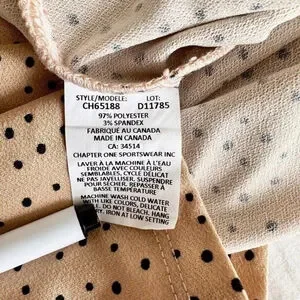 STYLE/MODELE: LOT:
CH65188 D11785
97% POLYESTER
3% SPANDEX
FABRIQUE AU CANADA
MADE IN CANADA
CA: 34514
CHAPTER ONE SPORTSWEAR INC
LAVER À LA MACHINE À L'EAU
FROIDE AVEC COULEURS
SEMBLABLES, CYCLE DÉLICAT
NE PAS JAVELLISER. SUSPENDRE
POUR SÉCHER. REPASSER À
BASSE TEMPÉRATURE
MACHINE WASH COLD WATER
WITH LIKE COLORS, DELICATE
CYCLE. DO NOT BLEACH. HANG
DRY. IRON AT LOW SETTING